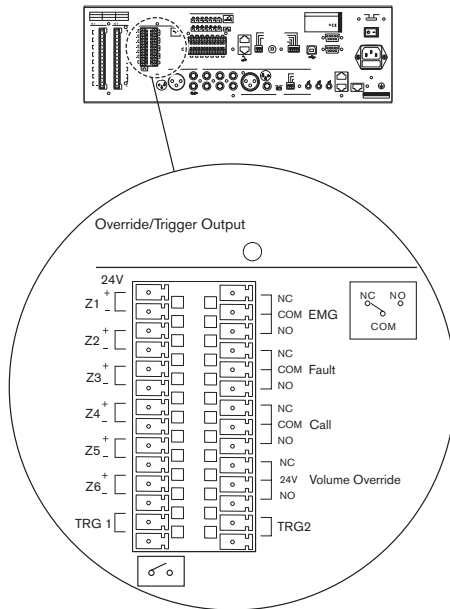 Override/Trigger Output
24V
Z1 + -
Z2 + -
Z3 + -
Z4 + -
Z5 + -
Z6 + -
TRG 1
NC
COM EMG
NO
NC
COM Fault
NO
NC
COM Call
NO
NC
24V Volume Override
NO
TRG2
NC NO
COM